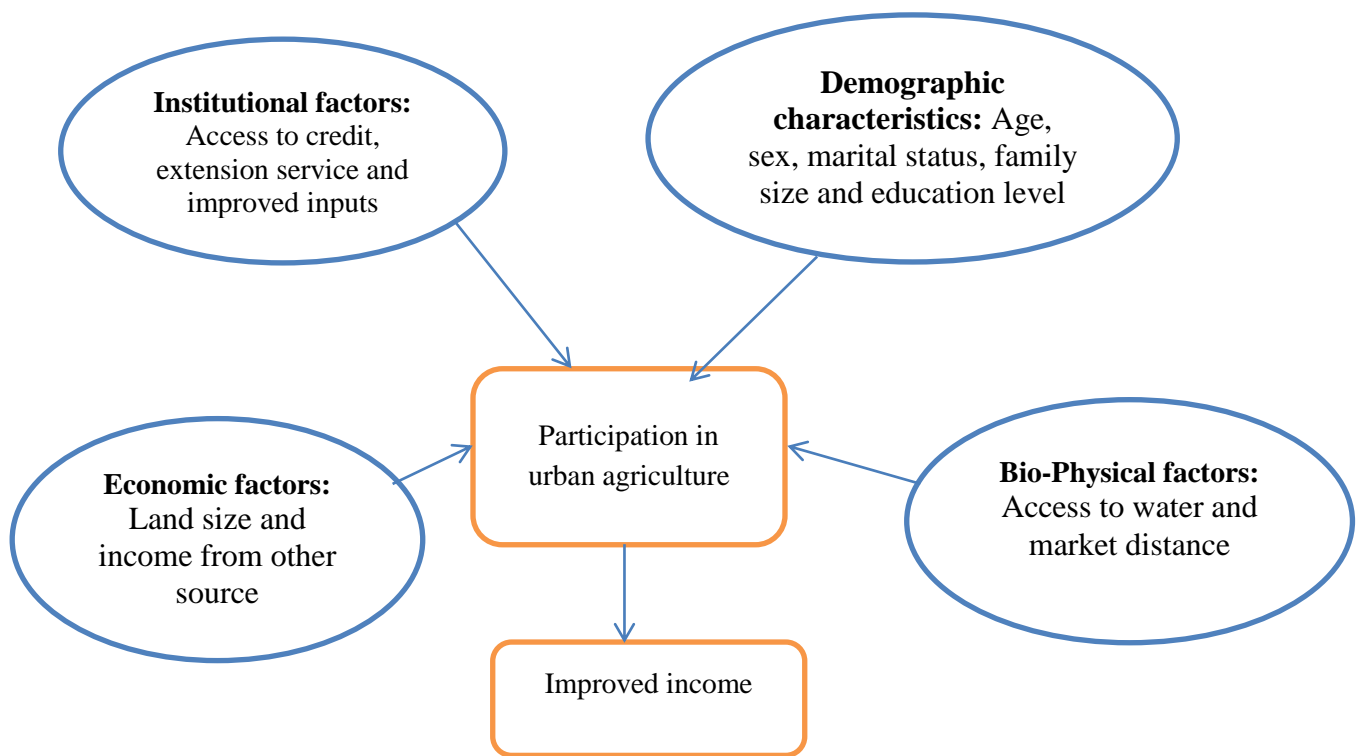 Institutional factors:
Access to credit,
extension service and
improved inputs
Demographic
characteristics: Age,
sex, marital status, family
size and education level
Participation in
urban agriculture
Economic factors:
Land size and
income from other
source
Bio-Physical factors:
Access to water and
market distance
Improved income